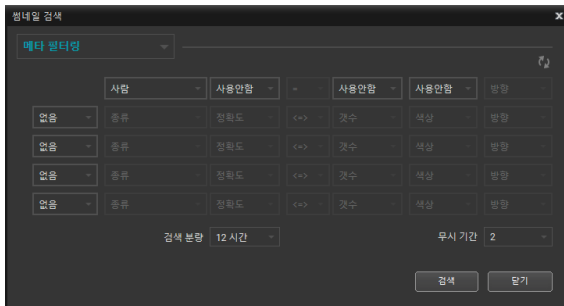 썸네일 검색 x
메타 필터링
사람 사용안함 = 사용안함 사용안함 방향
없음 종류 정확도 <=> 갯수 색상 방향
없음 종류 정확도 <=> 갯수 색상 방향
없음 종류 정확도 <=> 갯수 색상 방향
없음 종류 정확도 <=> 갯수 색상 방향
검색 분량 12 시간 무시 기간 2
검색 닫기